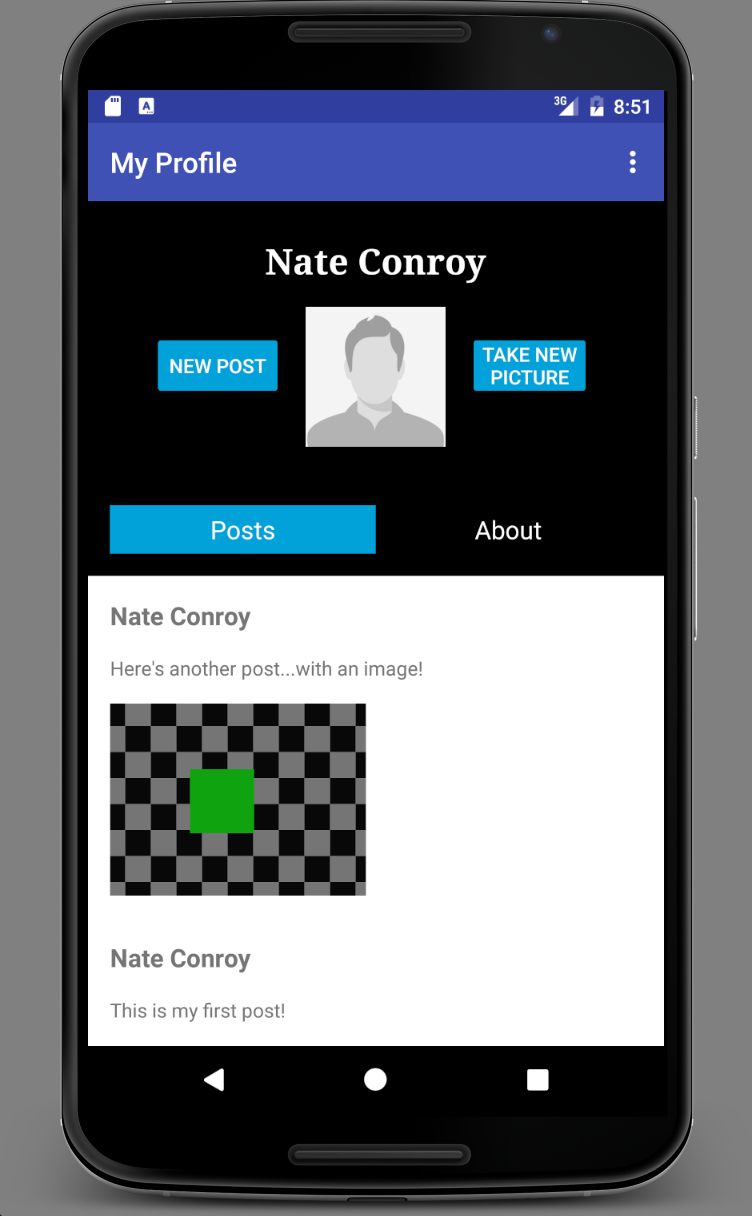 3G 8:51
My Profile
Nate Conroy
NEW POST
TAKE NEW
PICTURE
Posts About
Nate Conroy
Here's another post...with an image!
Nate Conroy
This is my first post!